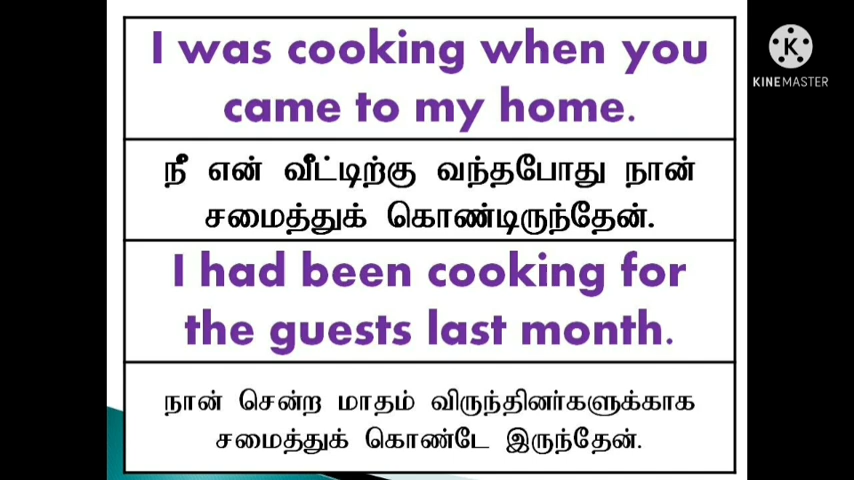 I was cooking when you
came to my home.
நீ என் வீட்டிற்கு வந்தபோது நான்
சமைத்துக் கொண்டிருந்தேன்.
I had been cooking for
the guests last month.
நான் சென்ற மாதம் விருந்தினர்களுக்காக
சமைத்துக் கொண்டே இருந்தேன்.
K
KINEMASTER